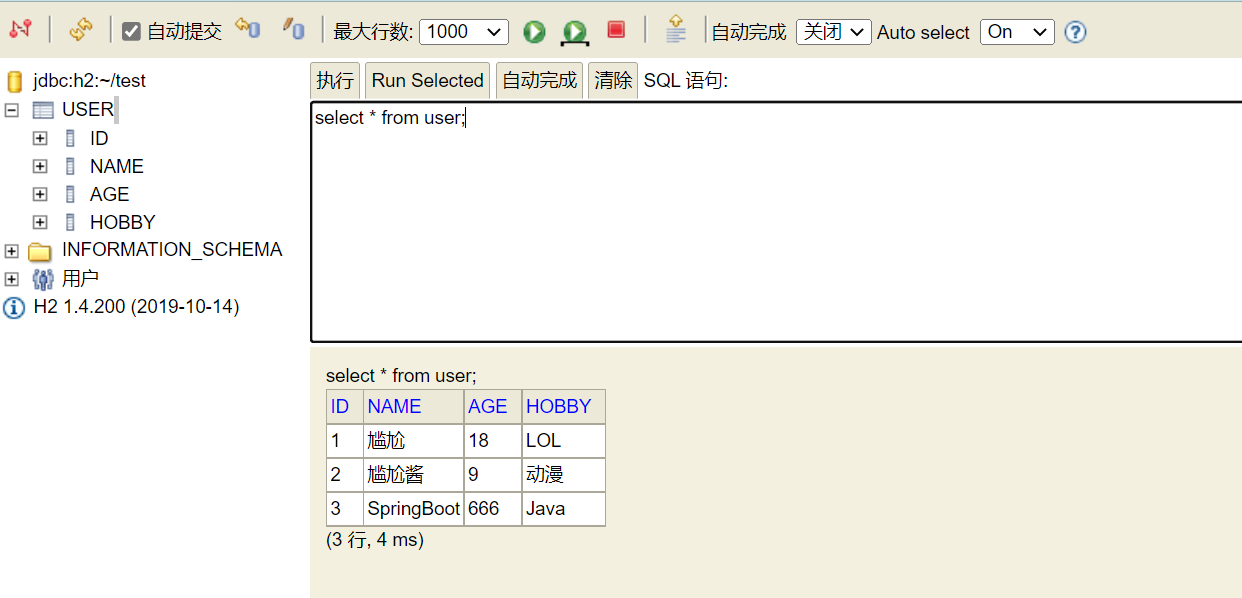 自动提交 最大行数: 1000 自动完成 关闭 Auto select On
jdbc:h2:~/test
USER
ID
NAME
AGE
HOBBY
INFORMATION_SCHEMA
用户
H2 1.4.200 (2019-10-14)
执行 Run Selected 自动完成 清除 SQL 语句:
select * from user;
select * from user;
ID NAME AGE HOBBY
1 尴尬 18 LOL
2 尴尬酱 9 动漫
3 SpringBoot 666 Java
(3 行, 4 ms)